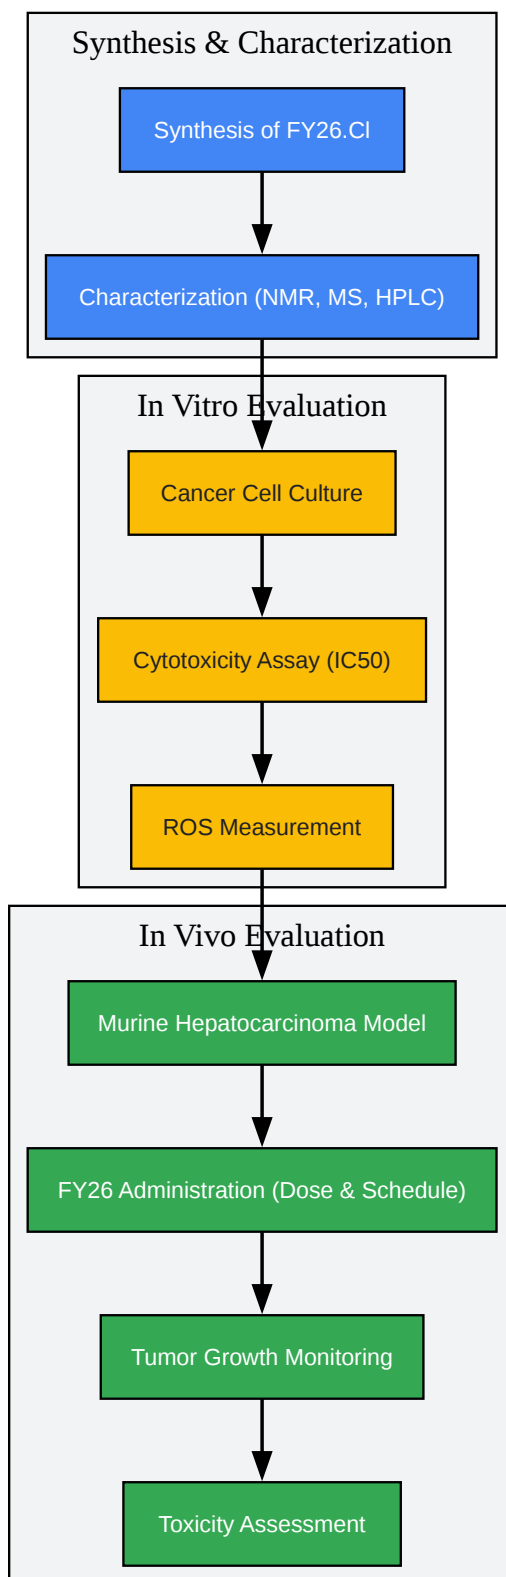 Synthesis & Characterization
Synthesis of FY26.Cl
Characterization (NMR, MS, HPLC)
In Vitro Evaluation
Cancer Cell Culture
Cytotoxicity Assay (IC50)
ROS Measurement
In Vivo Evaluation
Murine Hepatocarcinoma Model
FY26 Administration (Dose & Schedule)
Tumor Growth Monitoring
Toxicity Assessment